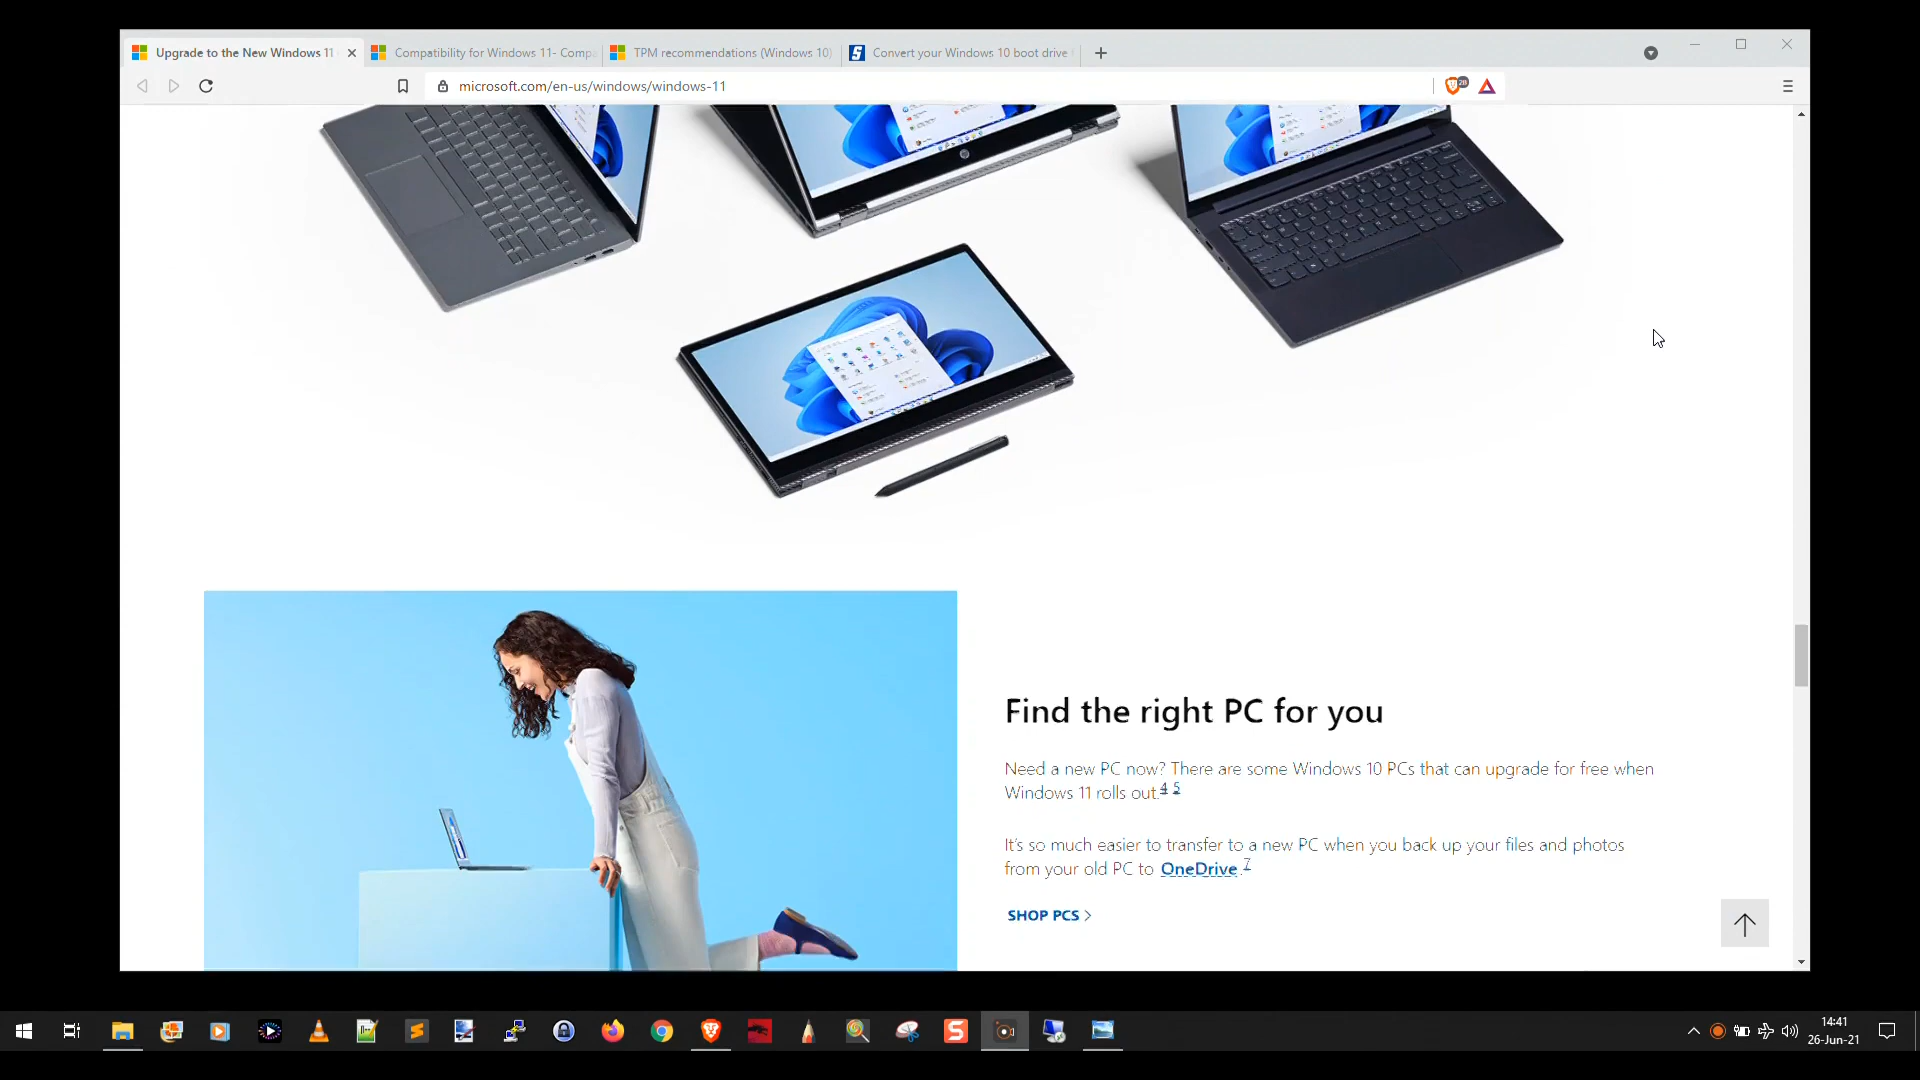 Upgrade to the New Windows 11
Compatibility for Windows 11- Compa
TPM recommendations (Windows 10)
Convert your Windows 10 boot drive
microsoft.com/en-us/windows/windows-11
Find the right PC for you
Need a new PC now? There are some Windows 10 PCs that can upgrade for free when
Windows 11 rolls out.4 5
It's so much easier to transfer to a new PC when you back up your files and photos
from your old PC to OneDrive.7
SHOP PCS
14:41
26-Jun-21